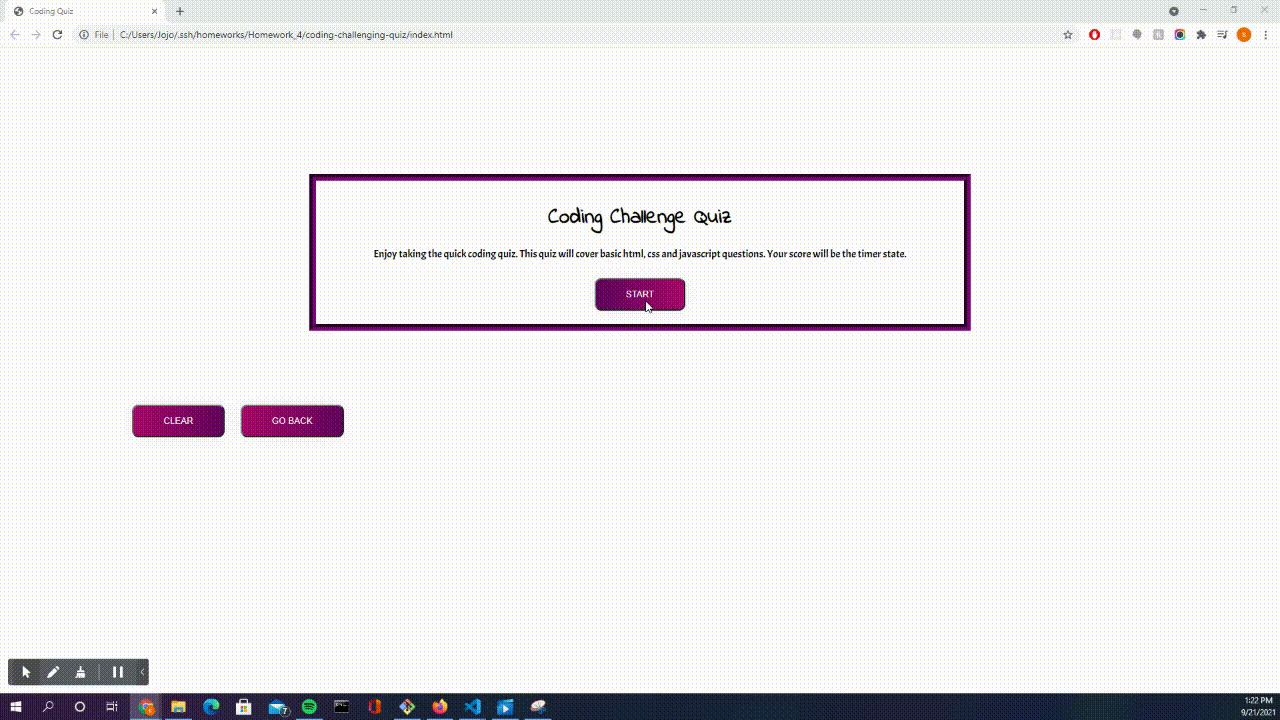 Coding Quiz
File
C:/Users/Jojo/.ssh/homeworks/Homework_4/coding-challenging-quiz/index.html
Coding Challenge Quiz
Enjoy taking the quick coding quiz. This quiz will cover basic html, css and javascript questions. Your score will be the timer state.
START
CLEAR GO BACK
7
1:22 PM
9/21/2021